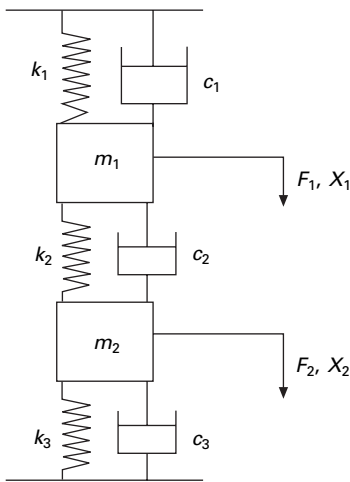 k₁
c₁
m₁
F₁, X₁
k₂
c₂
m₂
F₂, X₂
k₃
c₃